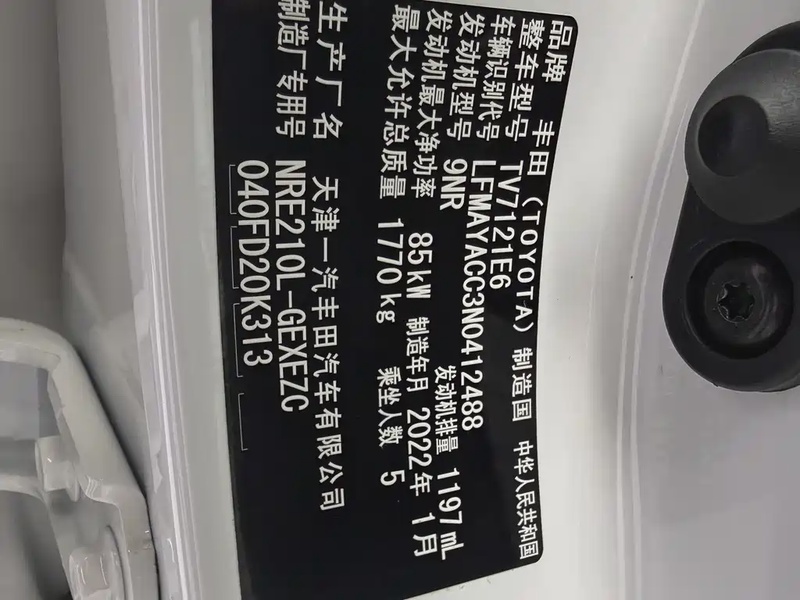 品牌 丰田（TOYOTA） 制造国 中华人民共和国
整车型号 TV7121E6
车辆识别代号 LFMAYACC3N0412488
发动机型号 9NR 发动机排量 1197mL
发动机最大净功率 85kW 制造年月 2022年1月
最大允许总质量 1770kg 乘坐人数 5
生产厂名 天津一汽丰田汽车有限公司
制造厂专用号 NRE210L-GEXEZC
040FD20K313